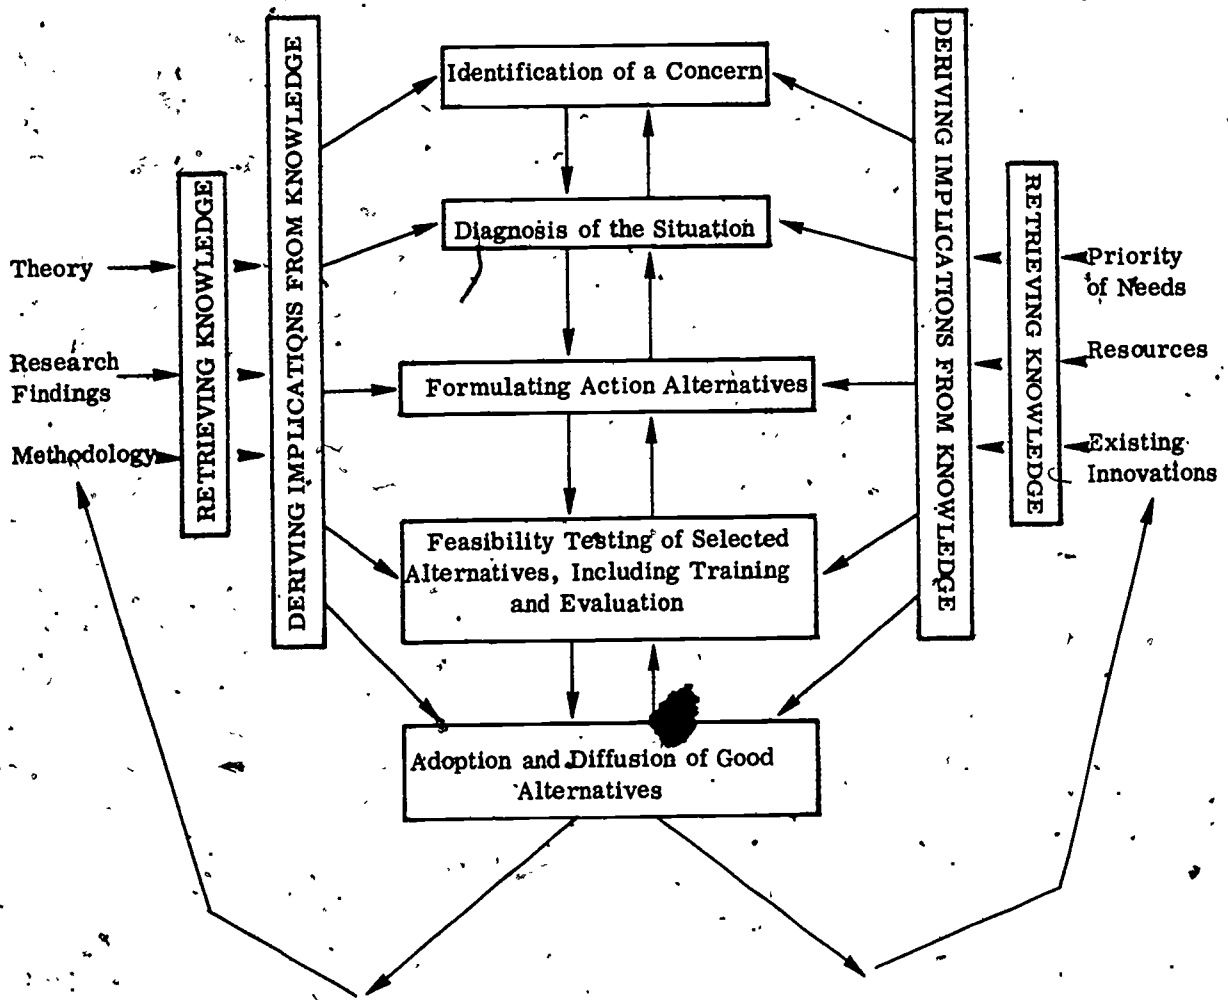 Theory
Research
Findings
Methodology
RETRIEVING KNOWLEDGE
DERIVING IMPLICATIONS FROM KNOWLEDGE
Identification of a Concern
Diagnosis of the Situation
Formulating Action Alternatives
Feasibility Testing of Selected
Alternatives, Including Training
and Evaluation
Adoption and Diffusion of Good
Alternatives
DERIVING IMPLICATIONS FROM KNOWLEDGE
RETRIEVING KNOWLEDGE
Priority
of Needs
Resources
Existing
Innovations